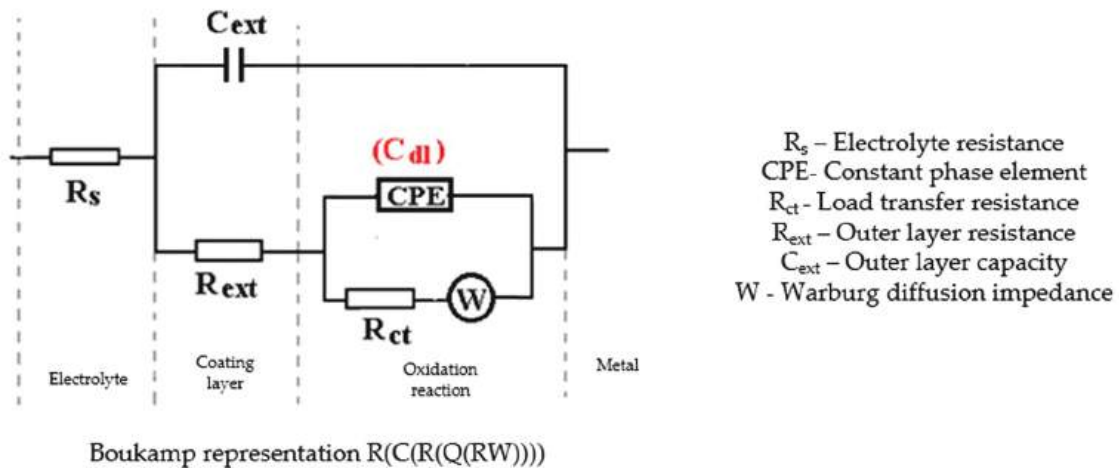 Cext
(Cdl)
CPE
Rs
Rext
W
Rct
Electrolyte
Coating
layer
Oxidation
reaction
Metal
Rs – Electrolyte resistance
CPE- Constant phase element
Rct - Load transfer resistance
Rext – Outer layer resistance
Cext – Outer layer capacity
W - Warburg diffusion impedance
Boukamp representation R(C(R(Q(RW))))